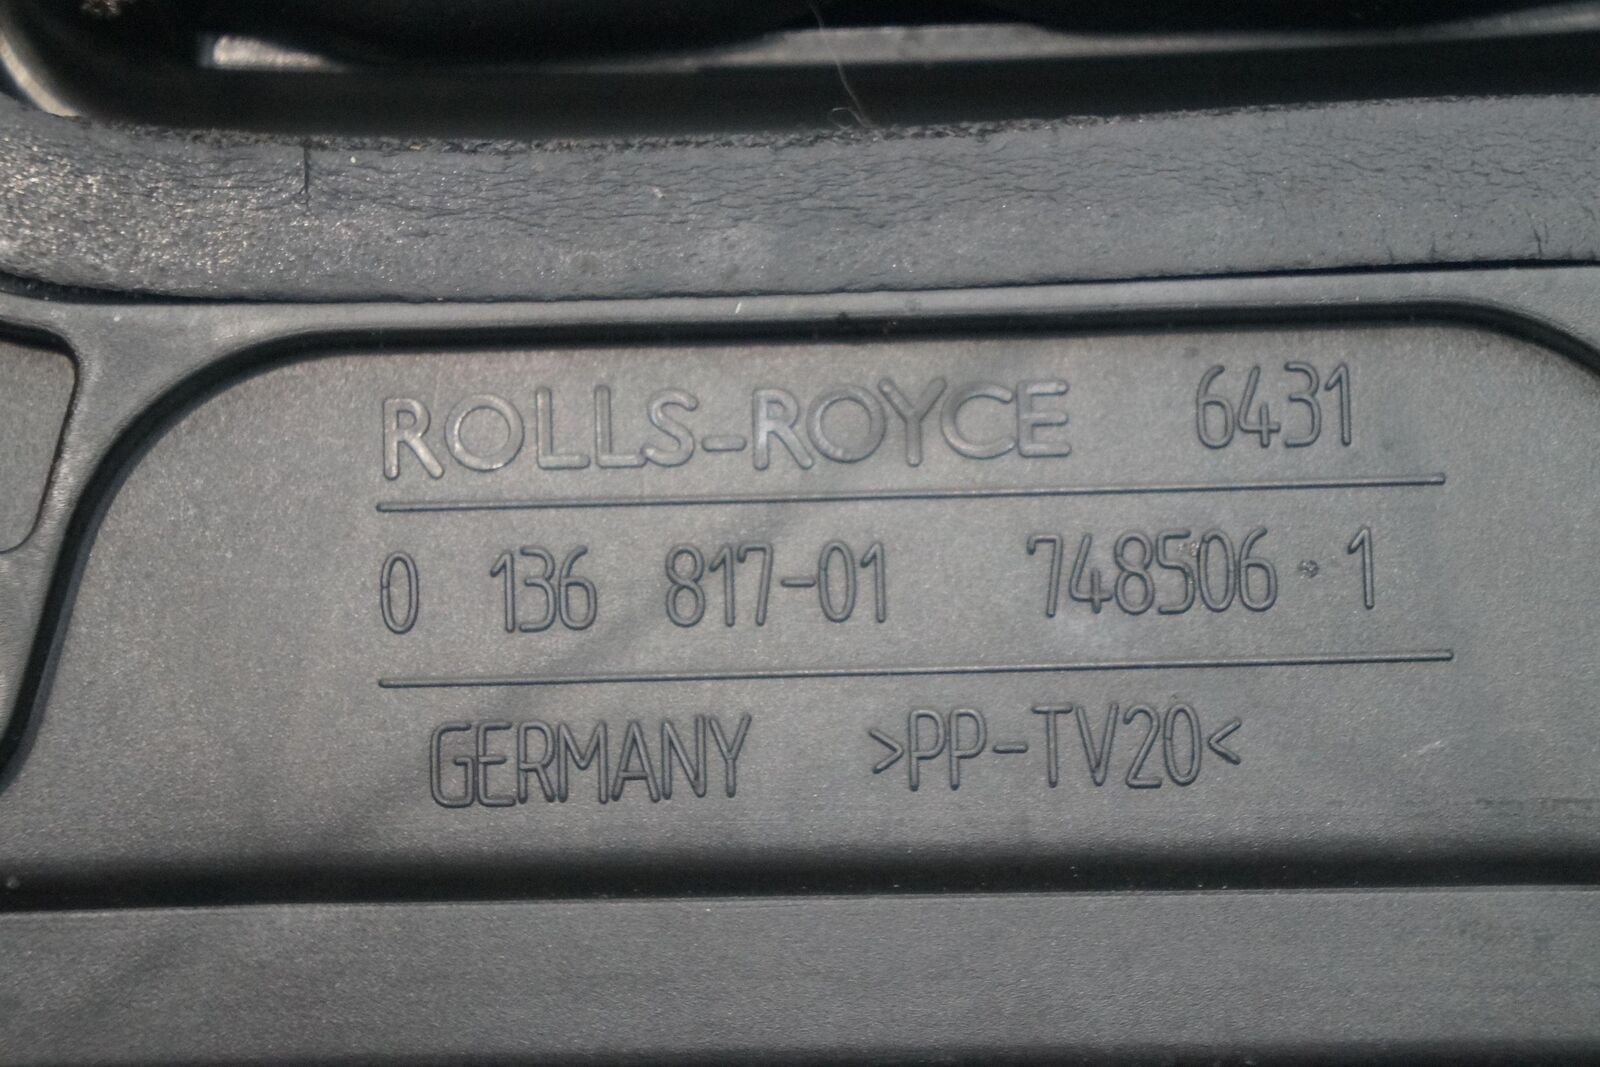 ROLLS-ROYCE 6431
0 136 817-01 748506.1
GERMANY >PP-TV20<